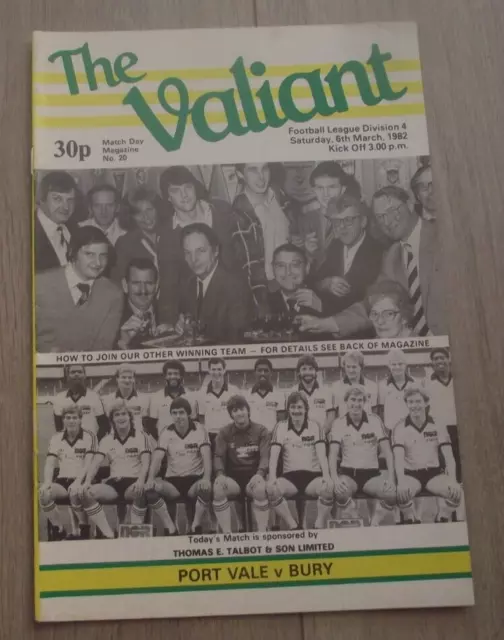 The Valiant
30p
Match Day
Magazine
No. 20
Football League Division 4
Saturday, 6th March, 1982
Kick Off 3.00 p.m.
HOW TO JOIN OUR OTHER WINNING TEAM – FOR DETAILS SEE BACK OF MAGAZINE
Today's Match is sponsored by
THOMAS E. TALBOT & SON LIMITED
PORT VALE v BURY